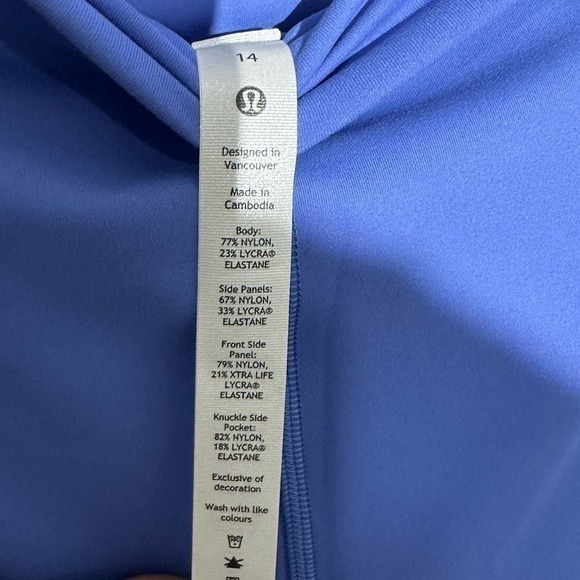 14
Designed in
Vancouver
Made in
Cambodia
Body:
77% NYLON,
23% LYCRA®
ELASTANE
Side Panels:
67% NYLON,
33% LYCRA®
ELASTANE
Front Side
Panel:
79% NYLON,
21% XTRA LIFE
LYCRA®
ELASTANE
Knuckle Side
Pocket:
82% NYLON,
18% LYCRA®
ELASTANE
Exclusive of
decoration
Wash with like
colours